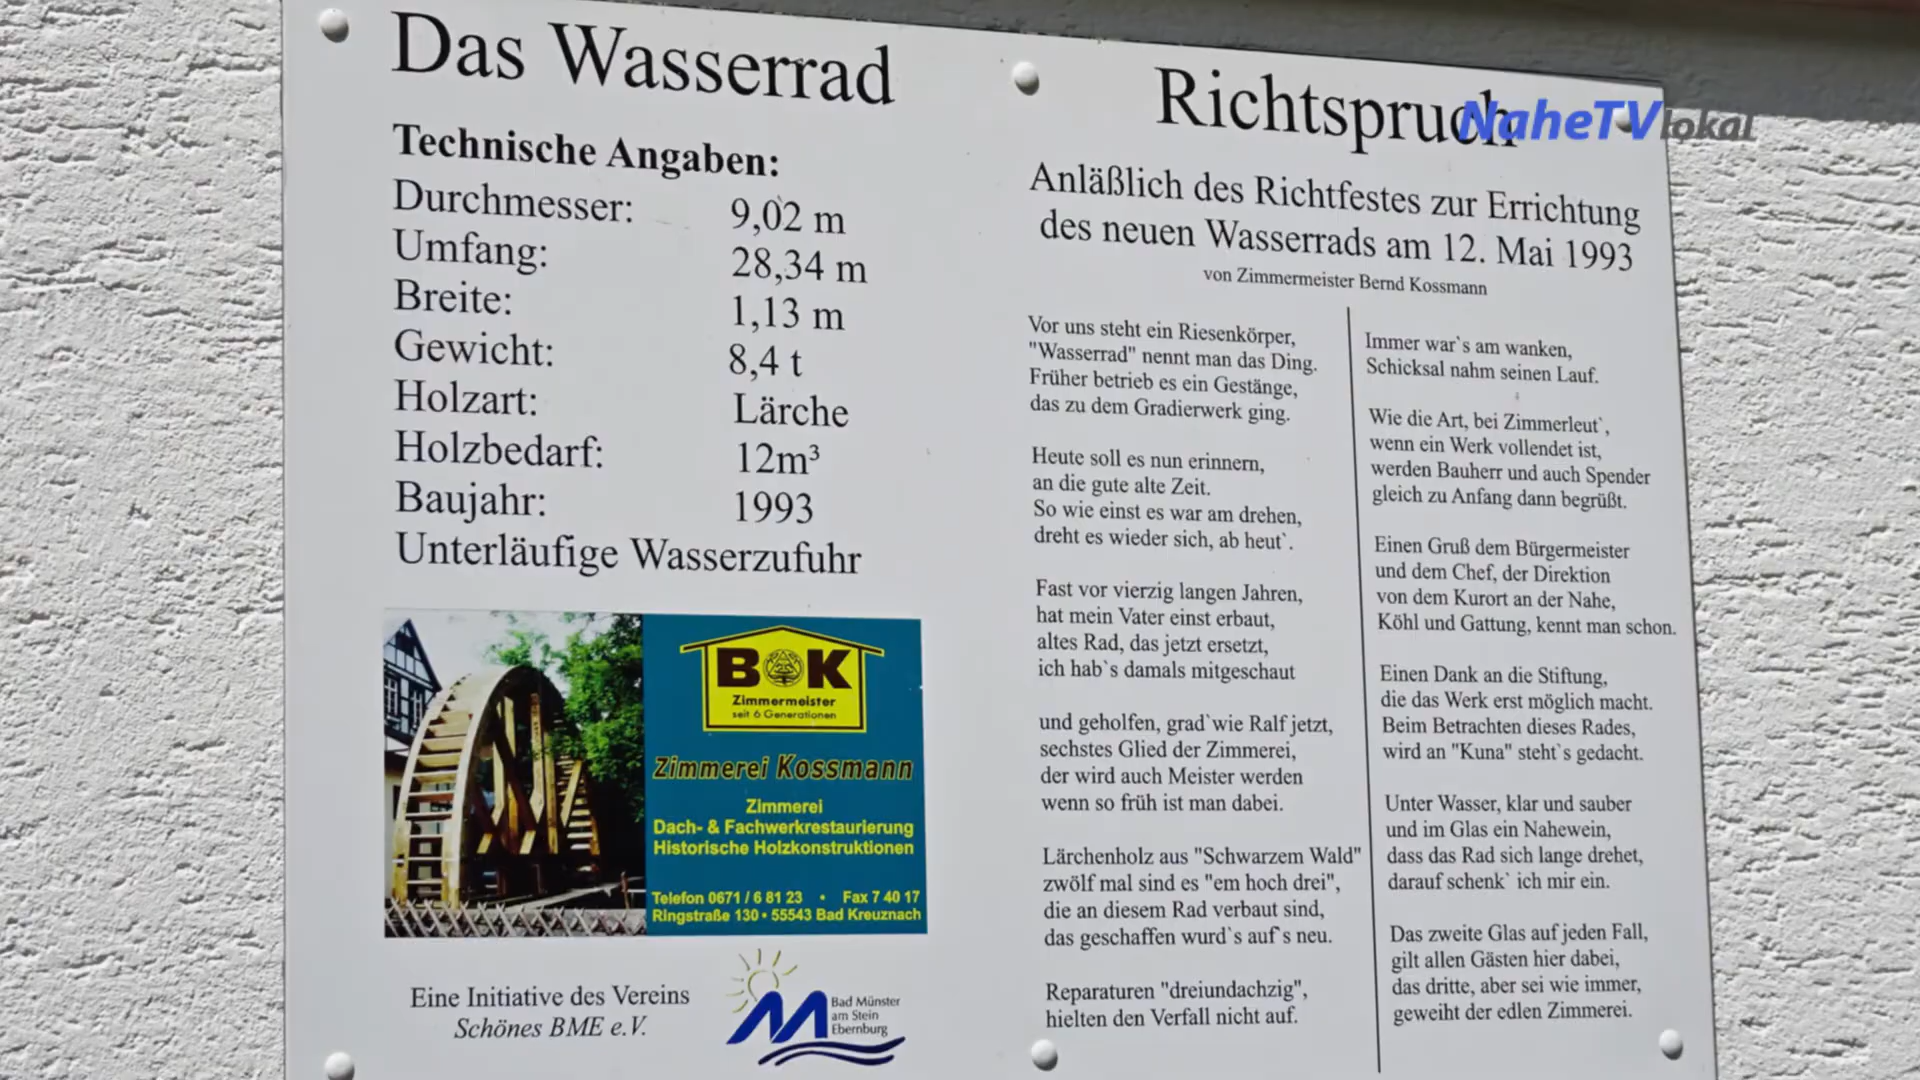 Das Wasserrad
Technische Angaben:
Durchmesser: 9,02 m
Umfang: 28,34 m
Breite: 1,13 m
Gewicht: 8,4 t
Holzart: Lärche
Holzbedarf: 12m³
Baujahr: 1993
Unterläufige Wasserzufuhr
BK
Zimmermeister
seit 6 Generationen
Zimmerei Kossmann
Zimmerei
Dach- & Fachwerkrestaurierung
Historische Holzkonstruktionen
Telefon 0671 / 6 81 23 • Fax 7 40 17
Ringstraße 130 • 55543 Bad Kreuznach
Eine Initiative des Vereins
Schönes BME e.V.
Bad Münster
am Stein
Ebernburg
Richtspruch
NaheTV lokal
Anläßlich des Richtfestes zur Errichtung
des neuen Wasserrads am 12. Mai 1993
von Zimmermeister Bernd Kossmann
Vor uns steht ein Riesenkörper,
"Wasserrad" nennt man das Ding.
Früher betrieb es ein Gestänge,
das zu dem Gradierwerk ging.
Heute soll es nun erinnern,
an die gute alte Zeit.
So wie einst es war am drehen,
dreht es wieder sich, ab heut`.
Fast vor vierzig langen Jahren,
hat mein Vater einst erbaut,
altes Rad, das jetzt ersetzt,
ich hab`s damals mitgeschaut
und geholfen, grad`wie Ralf jetzt,
sechstes Glied der Zimmerei,
der wird auch Meister werden
wenn so früh ist man dabei.
Lärchenholz aus "Schwarzem Wald"
zwölf mal sind es "em hoch drei",
die an diesem Rad verbaut sind,
das geschaffen wurd`s auf`s neu.
Reparaturen "dreiundachzig",
hielten den Verfall nicht auf.
Immer war`s am wanken,
Schicksal nahm seinen Lauf.
Wie die Art, bei Zimmerleut`,
wenn ein Werk vollendet ist,
werden Bauherr und auch Spender
gleich zu Anfang dann begrüßt.
Einen Gruß dem Bürgermeister
und dem Chef, der Direktion
von dem Kurort an der Nahe,
Köhl und Gattung, kennt man schon.
Einen Dank an die Stiftung,
die das Werk erst möglich macht.
Beim Betrachten dieses Rades,
wird an "Kuna" steht`s gedacht.
Unter Wasser, klar und sauber
und im Glas ein Nahewein,
dass das Rad sich lange drehet,
darauf schenk` ich mir ein.
Das zweite Glas auf jeden Fall,
gilt allen Gästen hier dabei,
das dritte, aber sei wie immer,
geweiht der edlen Zimmerei.